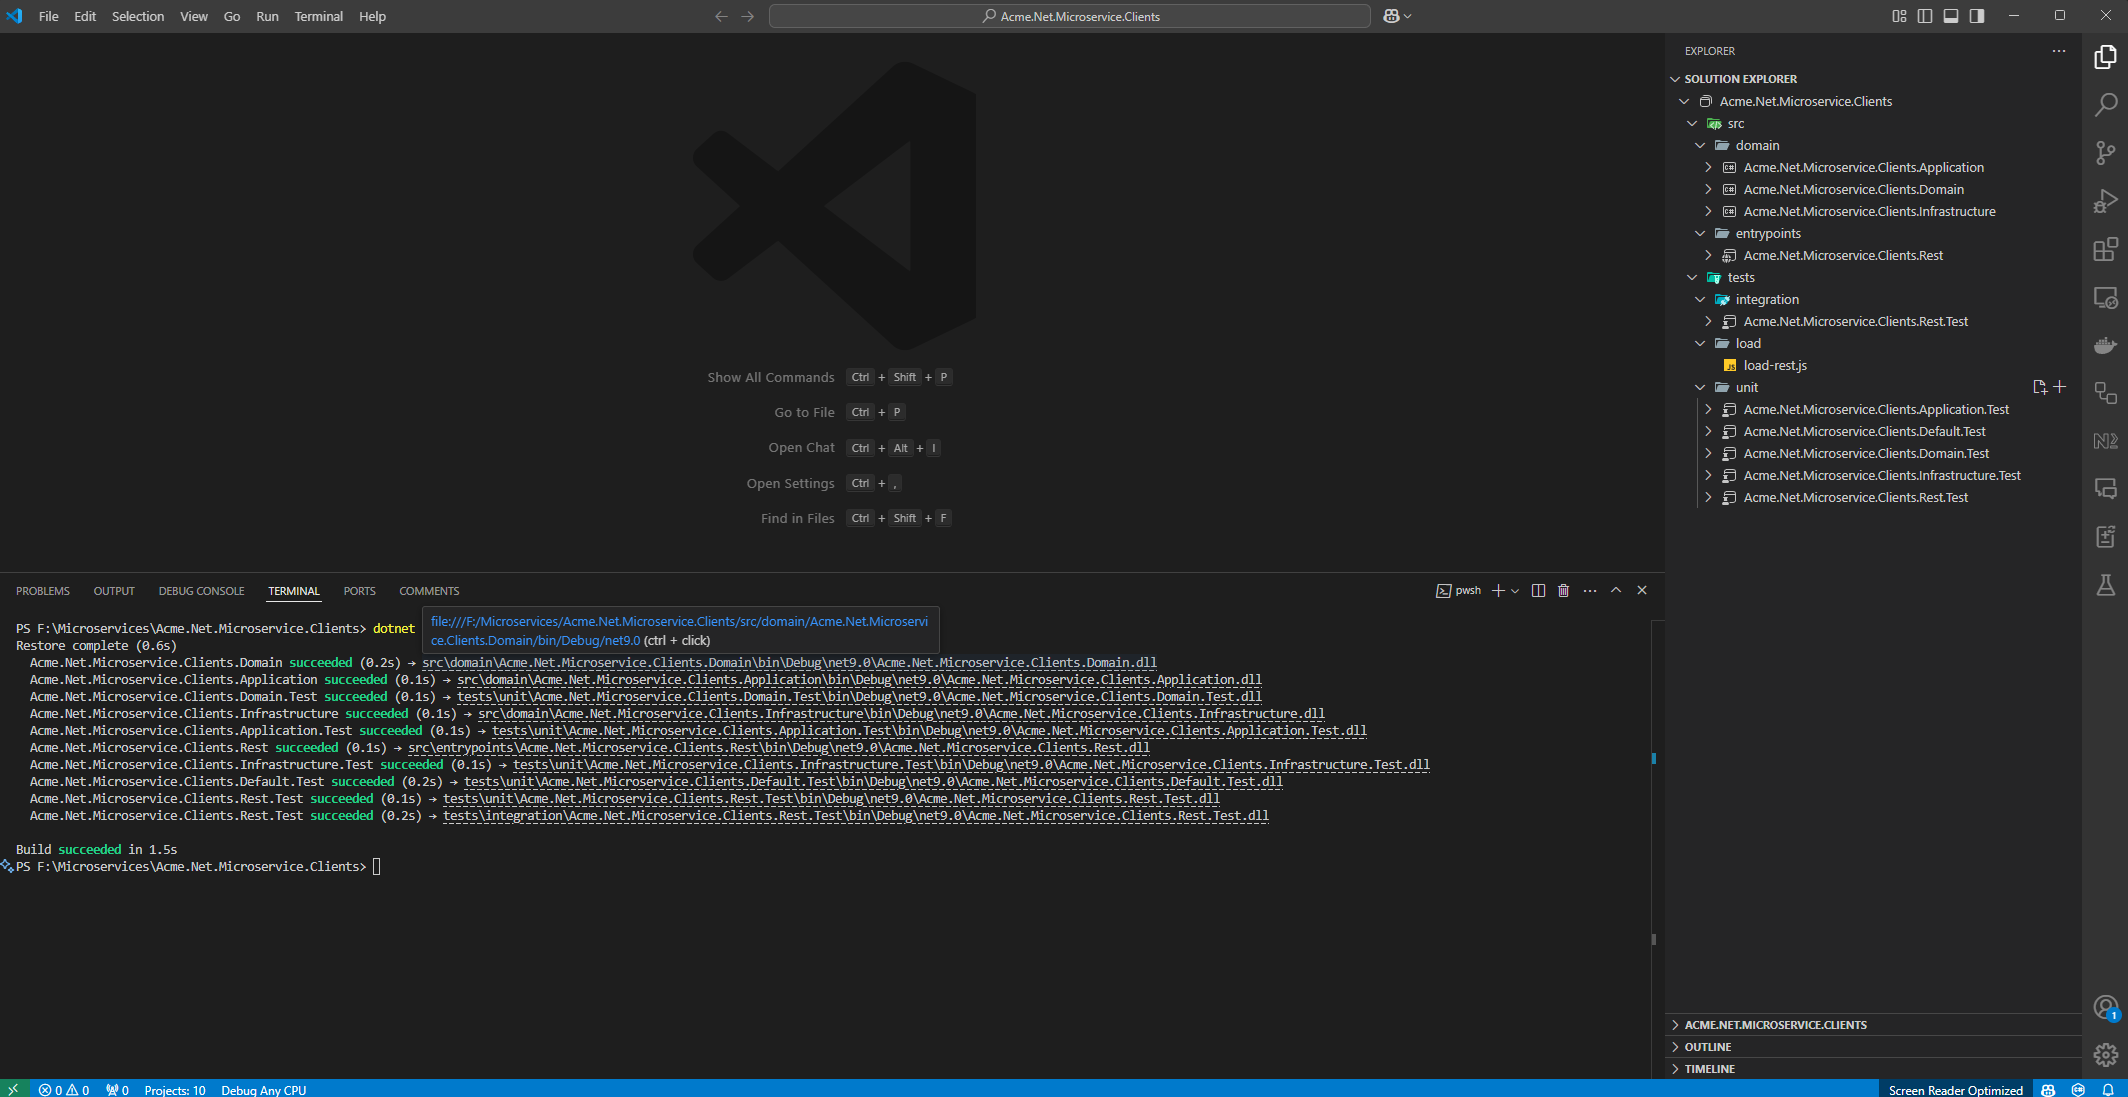 File Edit Selection View Go Run Terminal Help
Acme.Net.Microservice.Clients
Show All Commands Ctrl + Shift + P
Go to File Ctrl + P
Open Chat Ctrl + Alt + I
Open Settings Ctrl + ,
Find in Files Ctrl + Shift + F
PROBLEMS OUTPUT DEBUG CONSOLE TERMINAL PORTS COMMENTS
pwsh
file:///F:/Microservices/Acme.Net.Microservice.Clients/src/domain/Acme.Net.Microservi
ce.Clients.Domain/bin/Debug/net9.0 (ctrl + click)
PS F:\Microservices\Acme.Net.Microservice.Clients> dotnet
Restore complete (0.6s)
Acme.Net.Microservice.Clients.Domain succeeded (0.2s) → src\domain\Acme.Net.Microservice.Clients.Domain\bin\Debug\net9.0\Acme.Net.Microservice.Clients.Domain.dll
Acme.Net.Microservice.Clients.Application succeeded (0.1s) → src\domain\Acme.Net.Microservice.Clients.Application\bin\Debug\net9.0\Acme.Net.Microservice.Clients.Application.dll
Acme.Net.Microservice.Clients.Domain.Test succeeded (0.1s) → tests\unit\Acme.Net.Microservice.Clients.Domain.Test\bin\Debug\net9.0\Acme.Net.Microservice.Clients.Domain.Test.dll
Acme.Net.Microservice.Clients.Infrastructure succeeded (0.1s) → src\domain\Acme.Net.Microservice.Clients.Infrastructure\bin\Debug\net9.0\Acme.Net.Microservice.Clients.Infrastructure.dll
Acme.Net.Microservice.Clients.Application.Test succeeded (0.1s) → tests\unit\Acme.Net.Microservice.Clients.Application.Test\bin\Debug\net9.0\Acme.Net.Microservice.Clients.Application.Test.dll
Acme.Net.Microservice.Clients.Rest succeeded (0.1s) → src\entrypoints\Acme.Net.Microservice.Clients.Rest\bin\Debug\net9.0\Acme.Net.Microservice.Clients.Rest.dll
Acme.Net.Microservice.Clients.Infrastructure.Test succeeded (0.1s) → tests\unit\Acme.Net.Microservice.Clients.Infrastructure.Test\bin\Debug\net9.0\Acme.Net.Microservice.Clients.Infrastructure.Test.dll
Acme.Net.Microservice.Clients.Default.Test succeeded (0.2s) → tests\unit\Acme.Net.Microservice.Clients.Default.Test\bin\Debug\net9.0\Acme.Net.Microservice.Clients.Default.Test.dll
Acme.Net.Microservice.Clients.Rest.Test succeeded (0.1s) → tests\unit\Acme.Net.Microservice.Clients.Rest.Test\bin\Debug\net9.0\Acme.Net.Microservice.Clients.Rest.Test.dll
Acme.Net.Microservice.Clients.Rest.Test succeeded (0.2s) → tests\integration\Acme.Net.Microservice.Clients.Rest.Test\bin\Debug\net9.0\Acme.Net.Microservice.Clients.Rest.Test.dll
Build succeeded in 1.5s
PS F:\Microservices\Acme.Net.Microservice.Clients>
EXPLORER
SOLUTION EXPLORER
Acme.Net.Microservice.Clients
src
domain
Acme.Net.Microservice.Clients.Application
Acme.Net.Microservice.Clients.Domain
Acme.Net.Microservice.Clients.Infrastructure
entrypoints
Acme.Net.Microservice.Clients.Rest
tests
integration
Acme.Net.Microservice.Clients.Rest.Test
load
JS load-rest.js
unit
Acme.Net.Microservice.Clients.Application.Test
Acme.Net.Microservice.Clients.Default.Test
Acme.Net.Microservice.Clients.Domain.Test
Acme.Net.Microservice.Clients.Infrastructure.Test
Acme.Net.Microservice.Clients.Rest.Test
ACME.NET.MICROSERVICE.CLIENTS
OUTLINE
TIMELINE
1
0 0 0 Projects: 10 Debug Any CPU Screen Reader Optimized